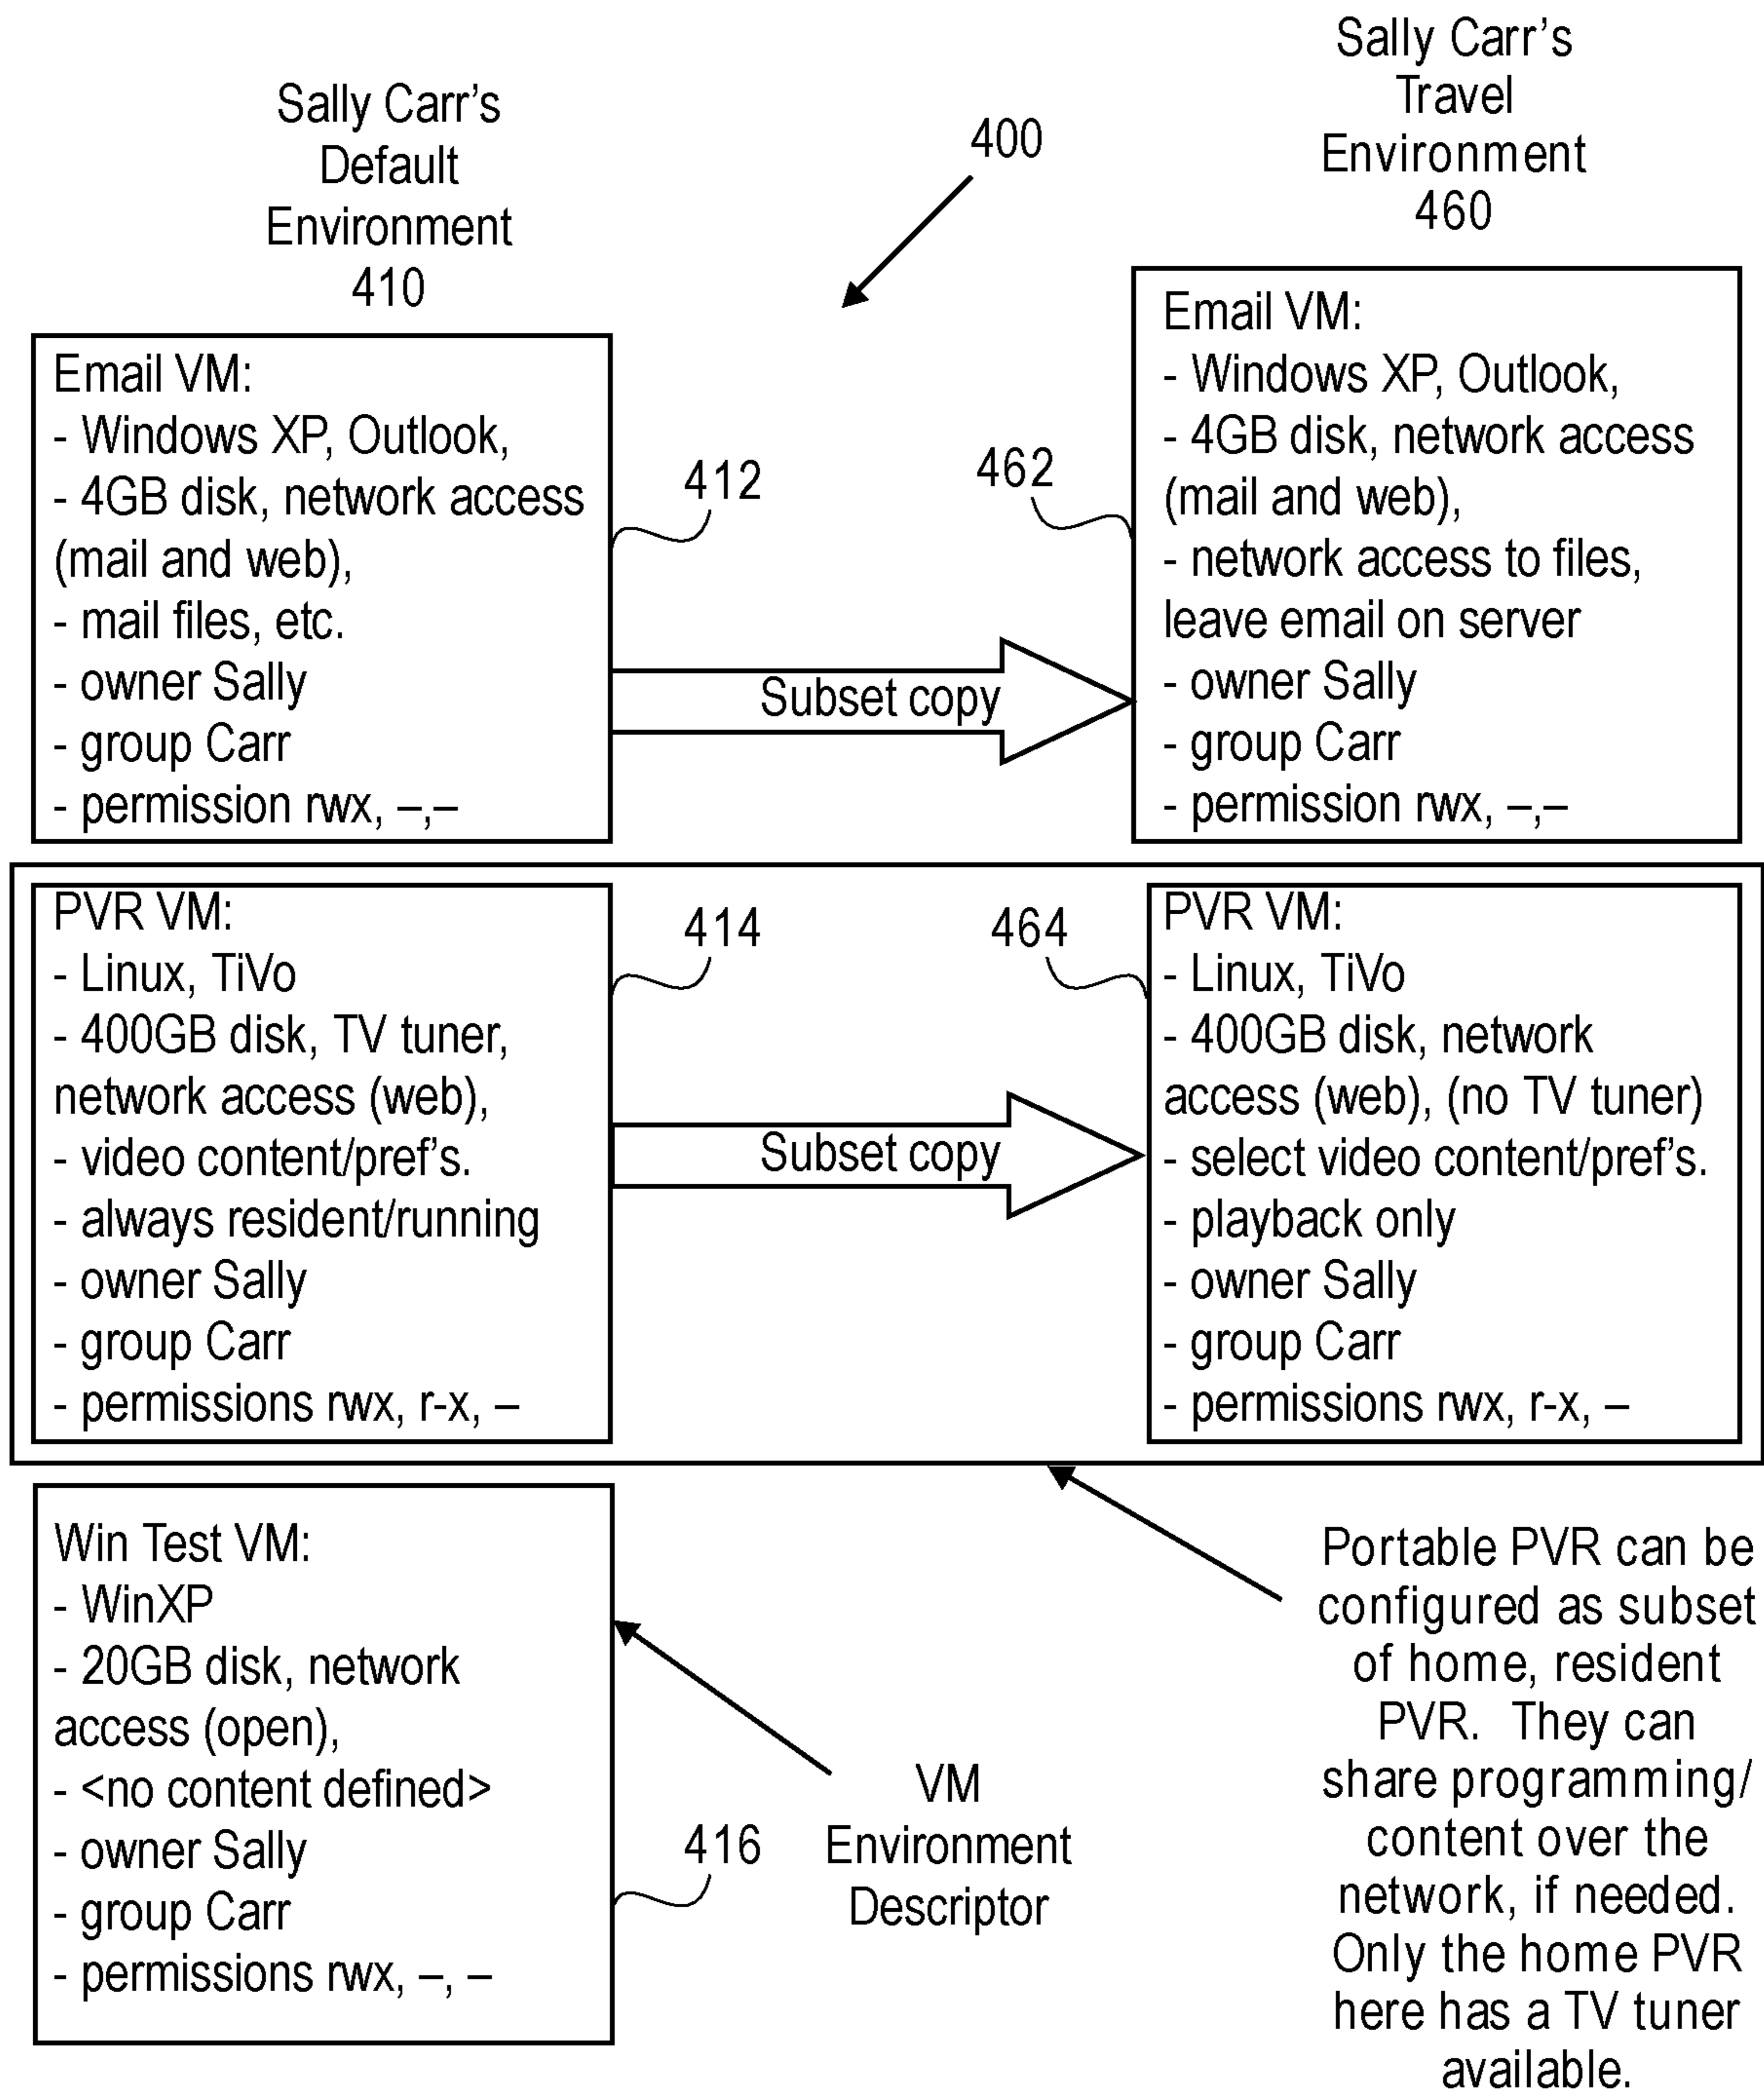 Sally Carr's
Default
Environment
410
400
Sally Carr's
Travel
Environment
460
Email VM:
- Windows XP, Outlook,
- 4GB disk, network access
(mail and web),
- mail files, etc.
- owner Sally
- group Carr
- permission rwx, –,–
412
Subset copy
462
Email VM:
- Windows XP, Outlook,
- 4GB disk, network access
(mail and web),
- network access to files,
leave email on server
- owner Sally
- group Carr
- permission rwx, –,–
PVR VM:
- Linux, TiVo
- 400GB disk, TV tuner,
network access (web),
- video content/pref's.
- always resident/running
- owner Sally
- group Carr
- permissions rwx, r-x, –
414
Subset copy
464
PVR VM:
- Linux, TiVo
- 400GB disk, network
access (web), (no TV tuner)
- select video content/pref's.
- playback only
- owner Sally
- group Carr
- permissions rwx, r-x, –
Win Test VM:
- WinXP
- 20GB disk, network
access (open),
- <no content defined>
- owner Sally
- group Carr
- permissions rwx, –, –
416
VM
Environment
Descriptor
Portable PVR can be
configured as subset
of home, resident
PVR. They can
share programming/
content over the
network, if needed.
Only the home PVR
here has a TV tuner
available.